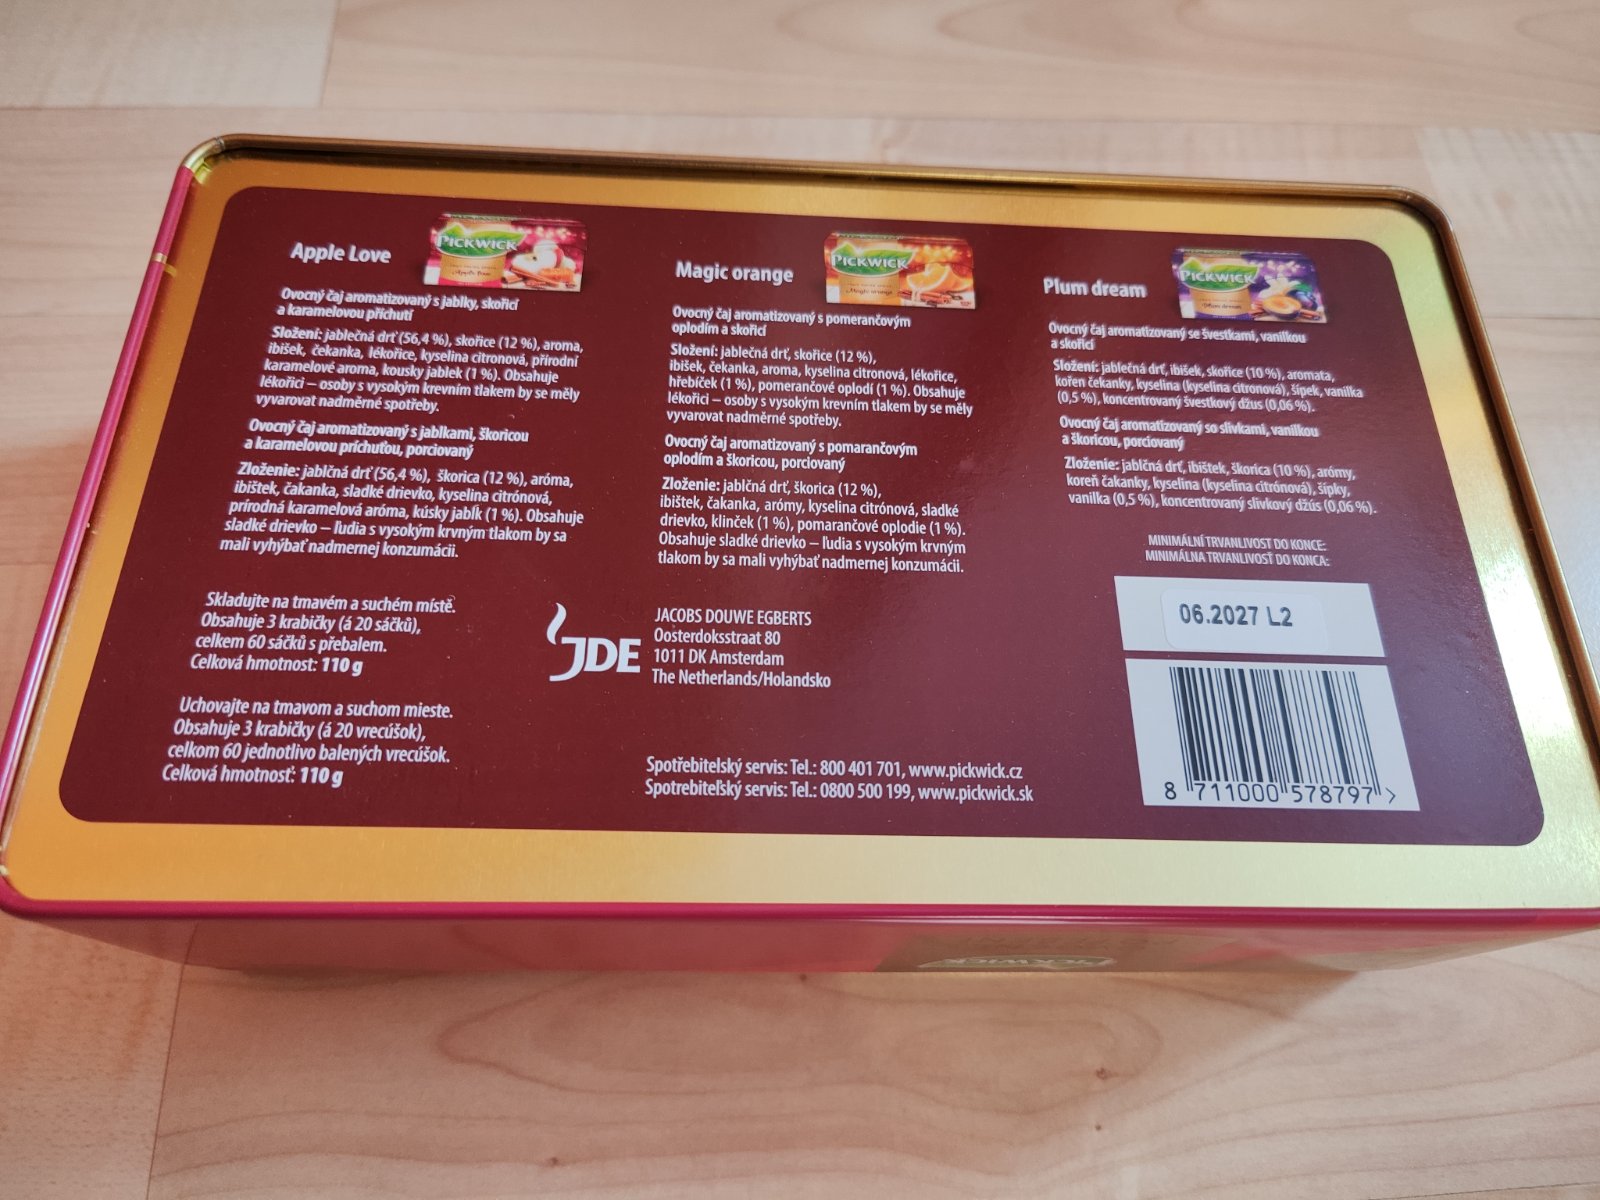 Apple Love
PICKWICK
Apple love
Ovocný čaj aromatizovaný s jablky, skořicí
a karamelovou příchutí
Složení: jablečná drť (56,4 %), skořice (12 %), aroma,
ibišek, čekanka, lékořice, kyselina citronová, přírodní
karamelové aroma, kousky jablek (1 %). Obsahuje
lékořici – osoby s vysokým krevním tlakem by se měly
vyvarovat nadměrné spotřeby.
Ovocný čaj aromatizovaný s jablkami, škoricou
a karamelovou príchuťou, porciovaný
Zloženie: jablčná drť (56,4 %), škorica (12 %), aróma,
ibištek, čakanka, sladké drievko, kyselina citrónová,
prírodná karamelová aróma, kúsky jabĺk (1 %). Obsahuje
sladké drievko – ľudia s vysokým krvným tlakom by sa
mali vyhýbať nadmernej konzumácii.
Magic orange
PICKWICK
Magic orange
Ovocný čaj aromatizovaný s pomerančovým
oplodím a skořicí
Složení: jablečná drť, skořice (12 %),
ibišek, čekanka, aroma, kyselina citronová, lékořice,
hřebíček (1 %), pomerančové oplodí (1 %). Obsahuje
lékořici – osoby s vysokým krevním tlakem by se měly
vyvarovat nadměrné spotřeby.
Ovocný čaj aromatizovaný s pomarančovým
oplodím a škoricou, porciovaný
Zloženie: jablčná drť, škorica (12 %),
ibištek, čakanka, arómy, kyselina citrónová, sladké
drievko, klinček (1 %), pomarančové oplodie (1 %).
Obsahuje sladké drievko – ľudia s vysokým krvným
tlakom by sa mali vyhýbať nadmernej konzumácii.
Plum dream
PICKWICK
Plum dream
Ovocný čaj aromatizovaný se švestkami, vanilkou
a skořicí
Složení: jablečná drť, ibišek, skořice (10 %), aromata,
kořen čekanky, kyselina (kyselina citronová), šípek, vanilka
(0,5 %), koncentrovaný švestkový džus (0,06 %).
Ovocný čaj aromatizovaný so slivkami, vanilkou
a škoricou, porciovaný
Zloženie: jablčná drť, ibištek, škorica (10 %), arómy,
koreň čakanky, kyselina (kyselina citrónová), šípky,
vanilka (0,5 %), koncentrovaný slivkový džús (0,06 %).
MINIMÁLNÍ TRVANLIVOST DO KONCE:
MINIMÁLNA TRVANLIVOSŤ DO KONCA:
06.2027 L2
8 711000 578797 >
Skladujte na tmavém a suchém místě.
Obsahuje 3 krabičky (á 20 sáčků),
celkem 60 sáčků s přebalem.
Celková hmotnost: 110 g
Uchovajte na tmavom a suchom mieste.
Obsahuje 3 krabičky (á 20 vrecúšok),
celkom 60 jednotlivo balených vrecúšok.
Celková hmotnosť: 110 g
JDE
JACOBS DOUWE EGBERTS
Oosterdoksstraat 80
1011 DK Amsterdam
The Netherlands/Holandsko
Spotřebitelský servis: Tel.: 800 401 701, www.pickwick.cz
Spotrebiteľský servis: Tel.: 0800 500 199, www.pickwick.sk
PICKWICK